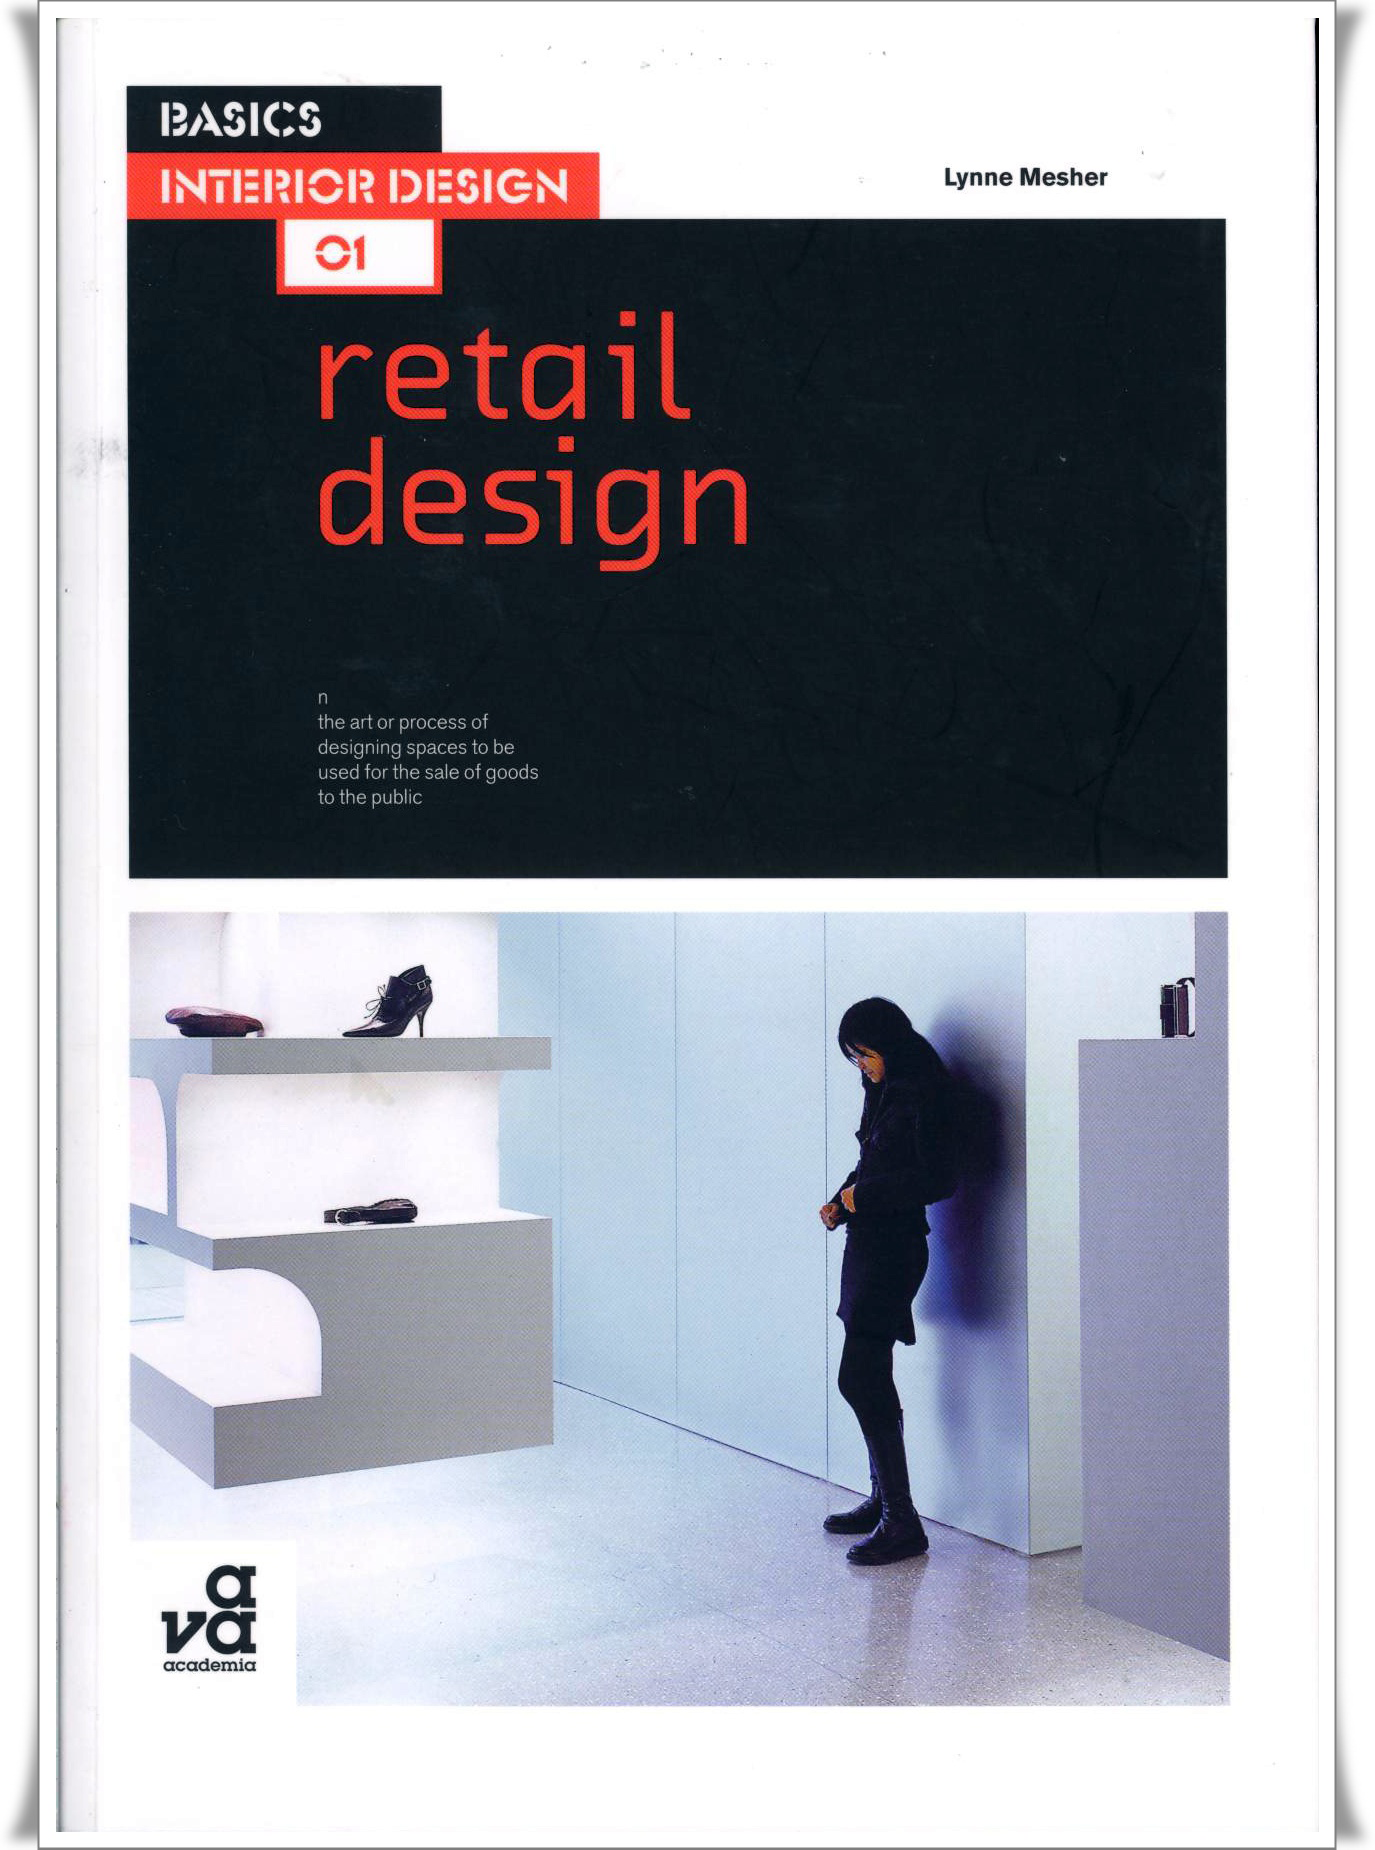 BASICS
INTERIOR DESIGN
Lynne Mesher
01
retail
design
n
the art or process of
designing spaces to be
used for the sale of goods
to the public
a
va
academia